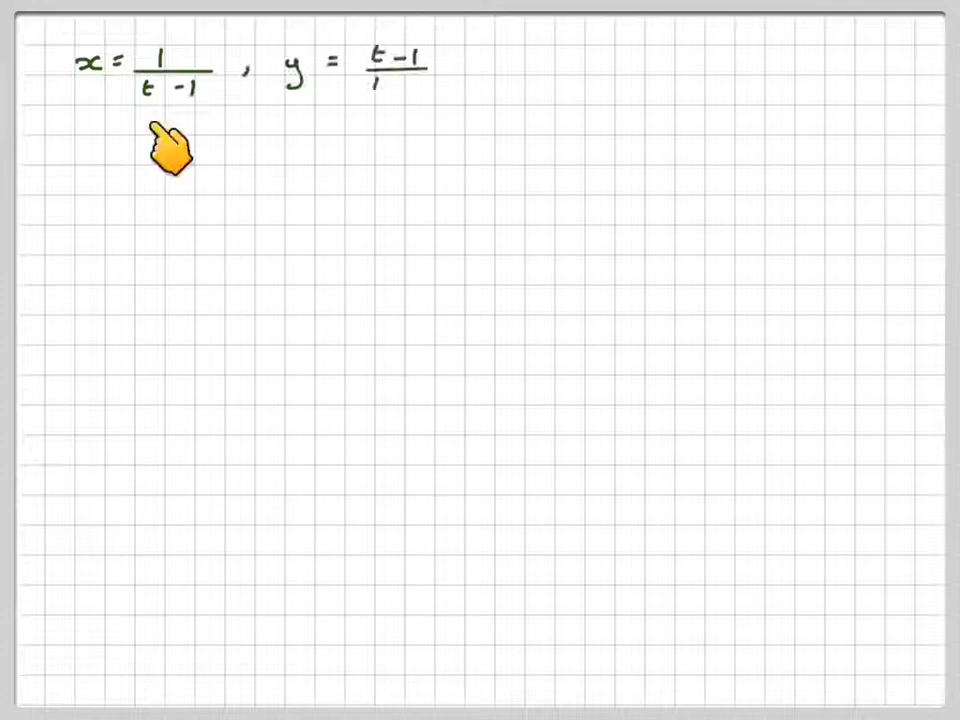 x = 1/(t - 1) , y = (t - 1)/1